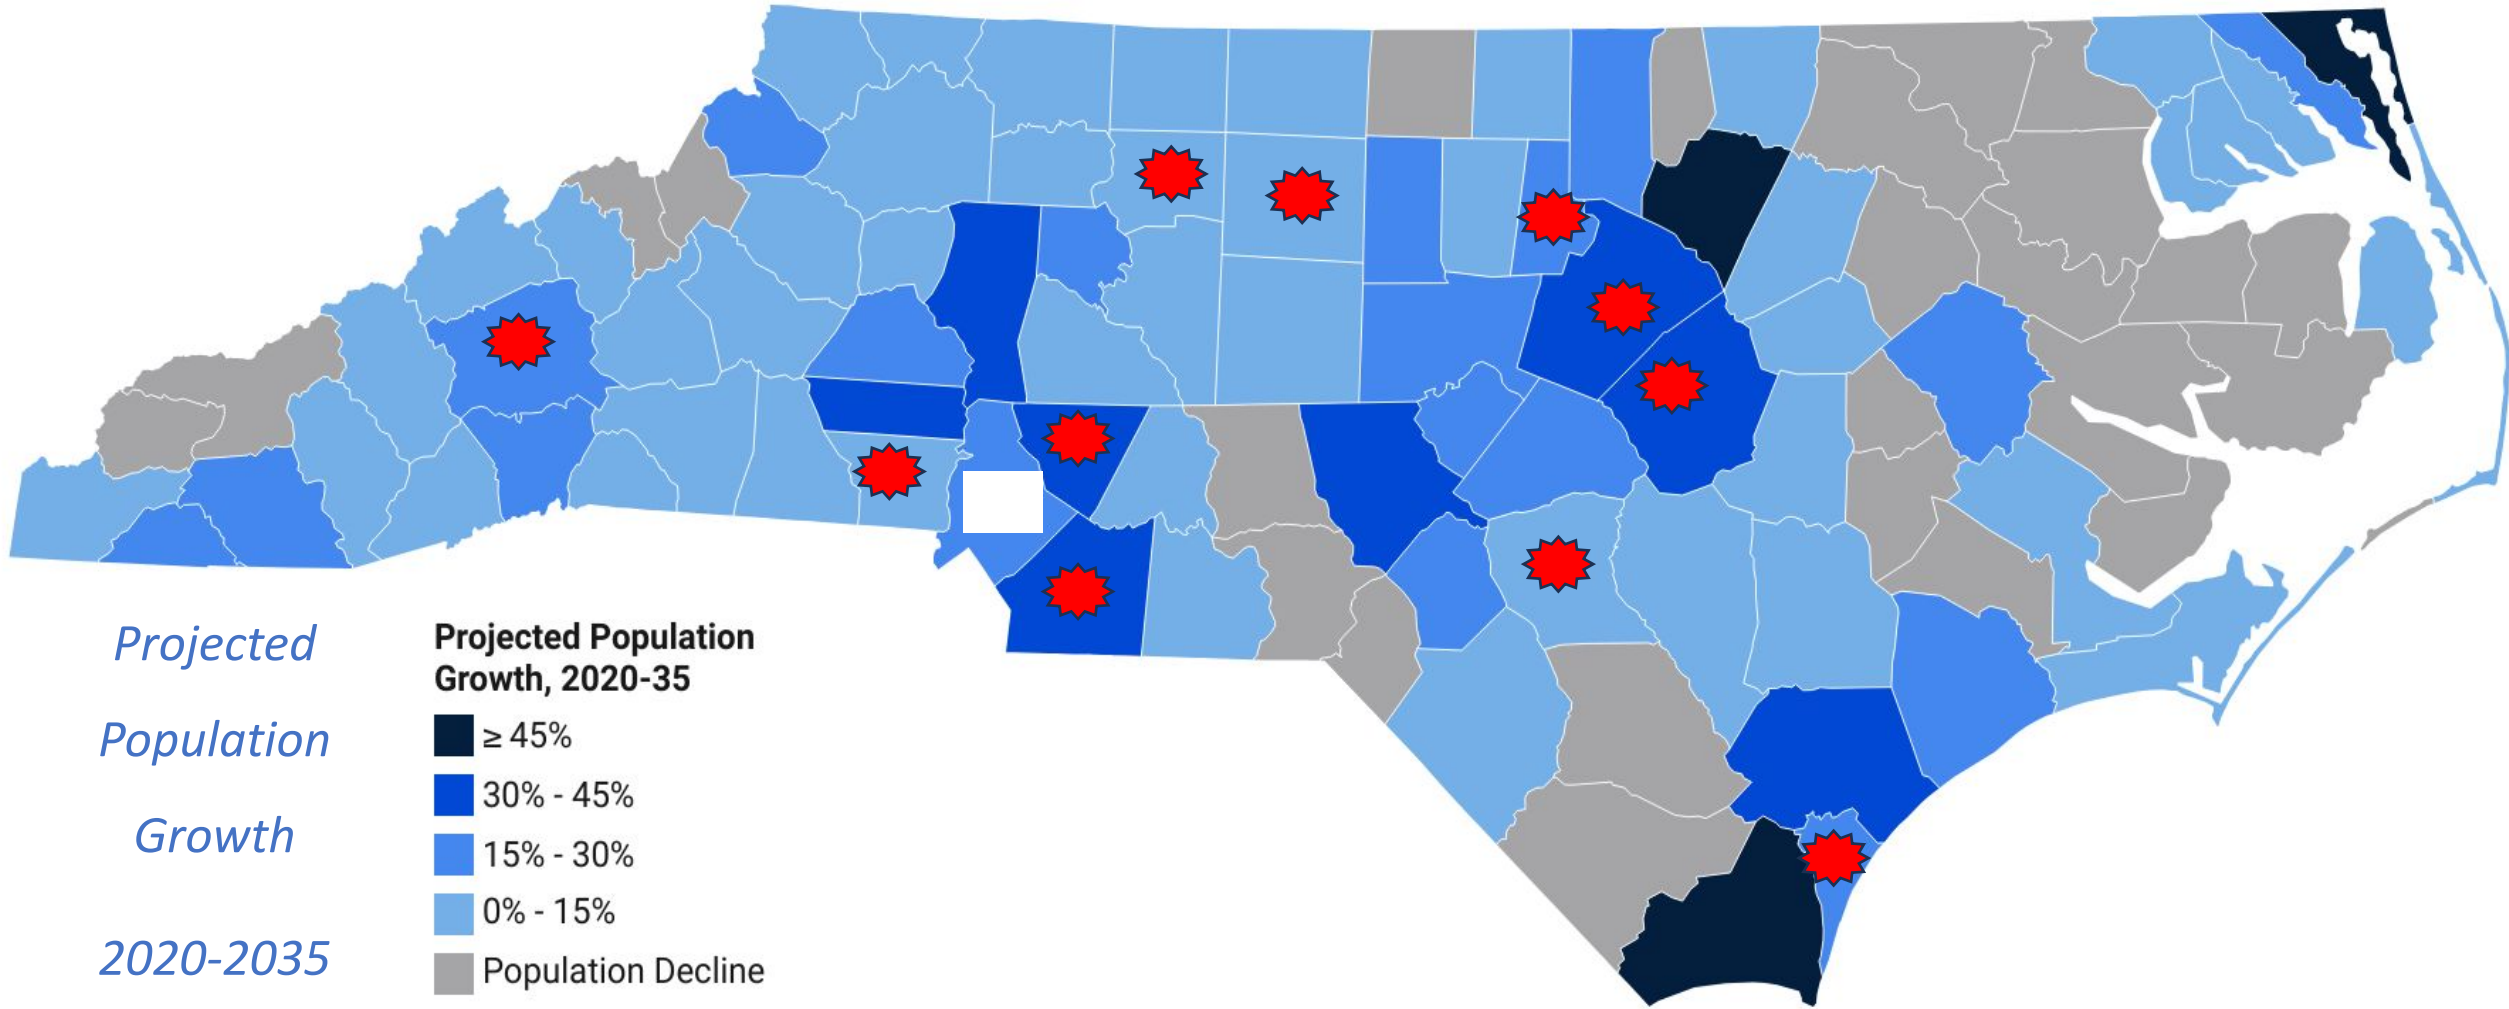 Projected
Population
Growth
2020-2035
Projected Population
Growth, 2020-35
≥ 45%
30% - 45%
15% - 30%
0% - 15%
Population Decline